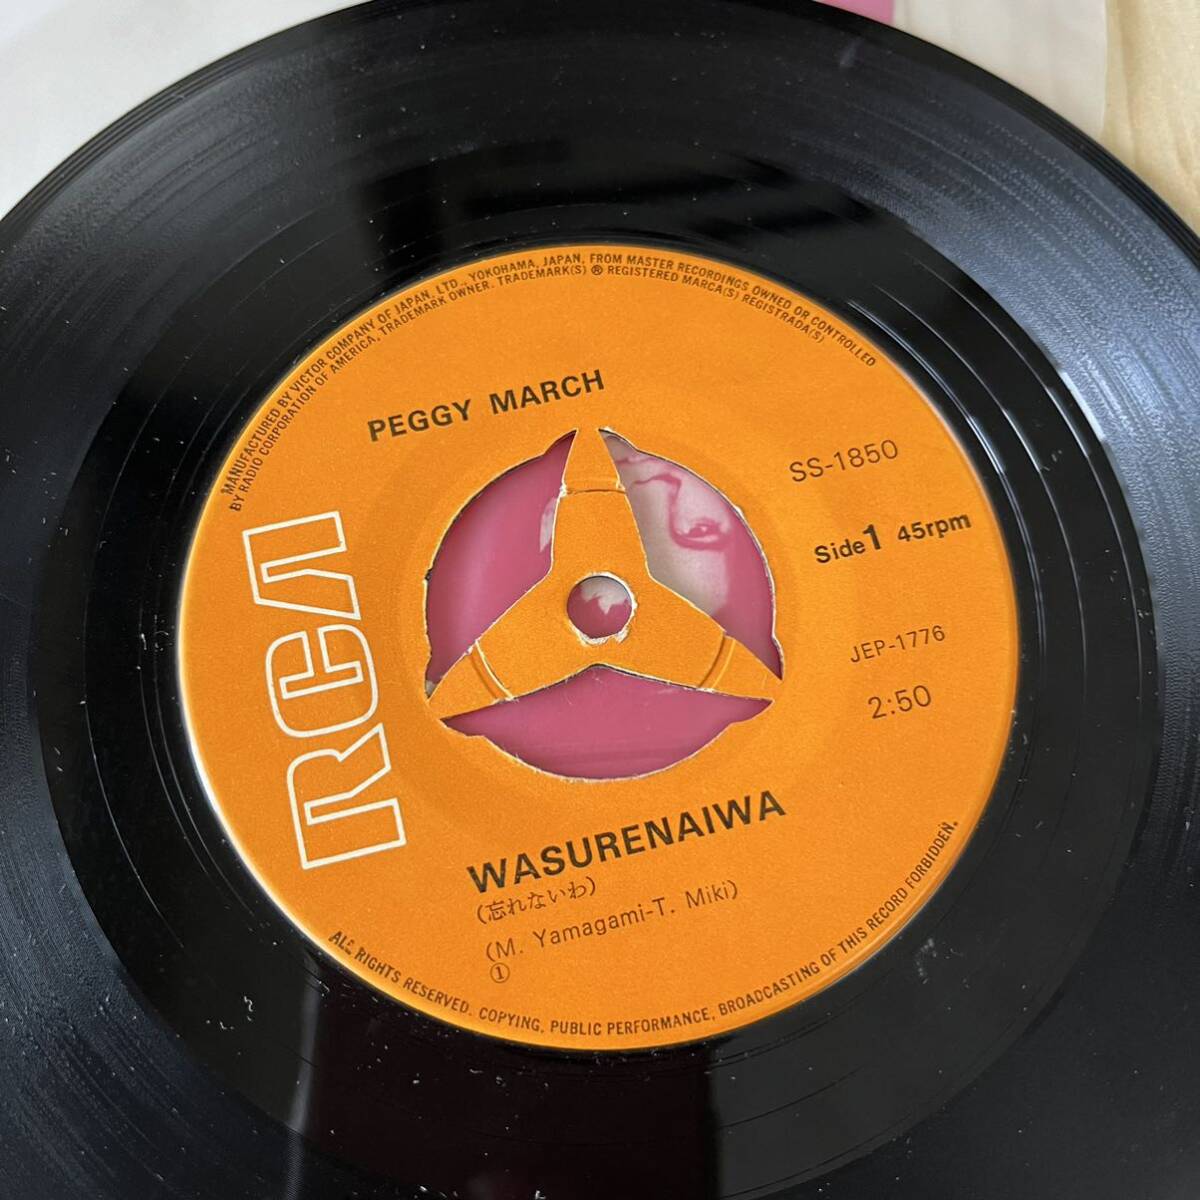 MANUFACTURED BY VICTOR COMPANY OF JAPAN, LTD., YOKOHAMA, JAPAN, FROM MASTER RECORDINGS OWNED OR CONTROLLED
BY RADIO CORPORATION OF AMERICA, TRADEMARK OWNER. TRADEMARK(S) ® REGISTERED MARCA(S) REGISTRADA(S)
PEGGY MARCH
SS-1850
Side 1 45rpm
JEP-1776
2:50
RCA
WASURENAIWA
(忘れないわ)
(M. Yamagami-T. Miki)
①
ALL RIGHTS RESERVED. COPYING, PUBLIC PERFORMANCE, BROADCASTING OF THIS RECORD FORBIDDEN.